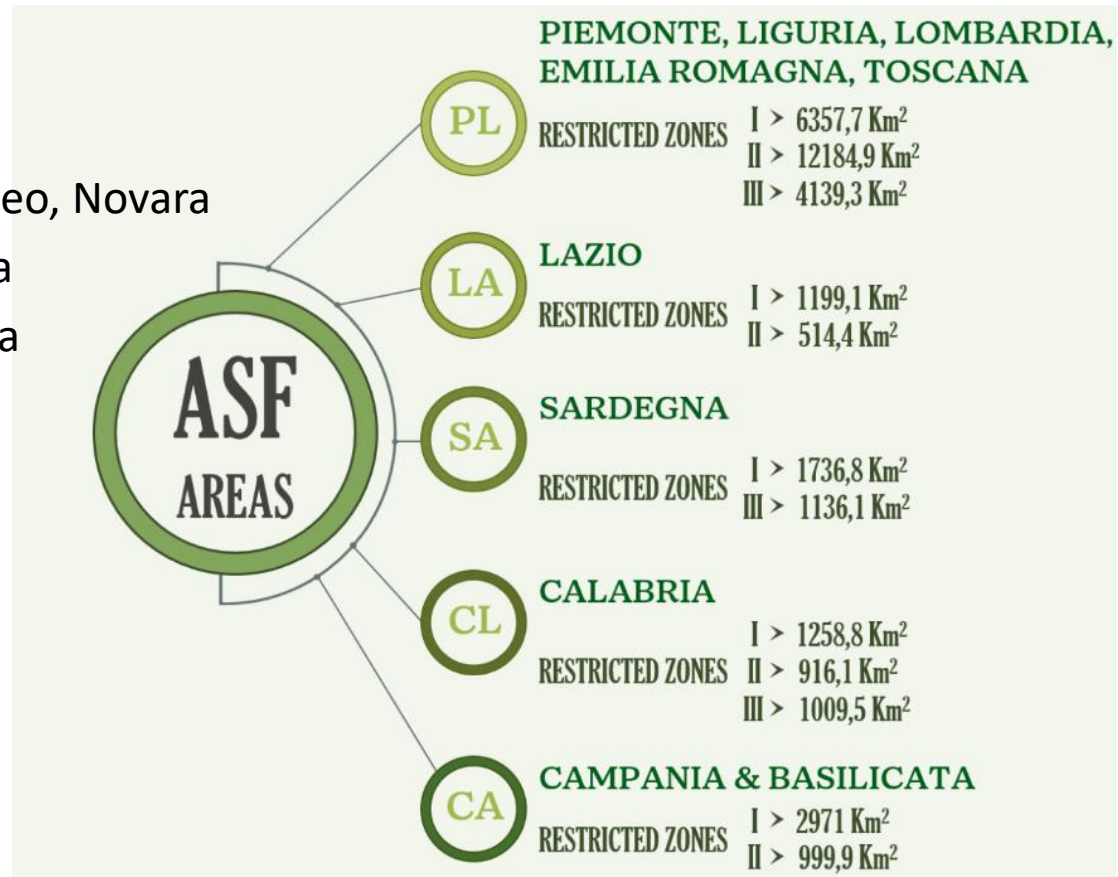 eo, Novara
a
a
ASF
AREAS
PL
PIEMONTE, LIGURIA, LOMBARDIA,
EMILIA ROMAGNA, TOSCANA
RESTRICTED ZONES
I > 6357,7 Km²
II > 12184,9 Km²
III > 4139,3 Km²
LA
LAZIO
RESTRICTED ZONES
I > 1199,1 Km²
II > 514,4 Km²
SA
SARDEGNA
RESTRICTED ZONES
I > 1736,8 Km²
III > 1136,1 Km²
CL
CALABRIA
RESTRICTED ZONES
I > 1258,8 Km²
II > 916,1 Km²
III > 1009,5 Km²
CA
CAMPANIA & BASILICATA
RESTRICTED ZONES
I > 2971 Km²
II > 999,9 Km²